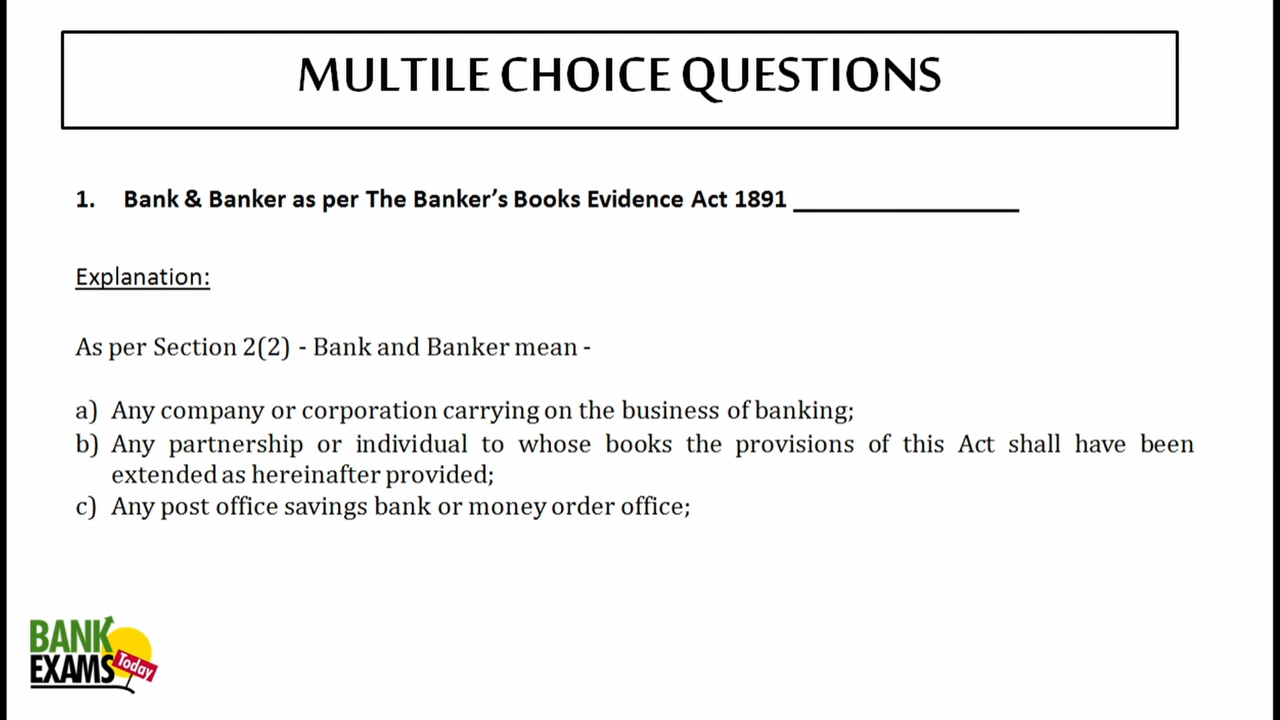 MULTILE CHOICE QUESTIONS
1. Bank & Banker as per The Banker's Books Evidence Act 1891 _________________
Explanation:
As per Section 2(2) - Bank and Banker mean -
a) Any company or corporation carrying on the business of banking;
b) Any partnership or individual to whose books the provisions of this Act shall have been
extended as hereinafter provided;
c) Any post office savings bank or money order office;
BANK
EXAMS Today